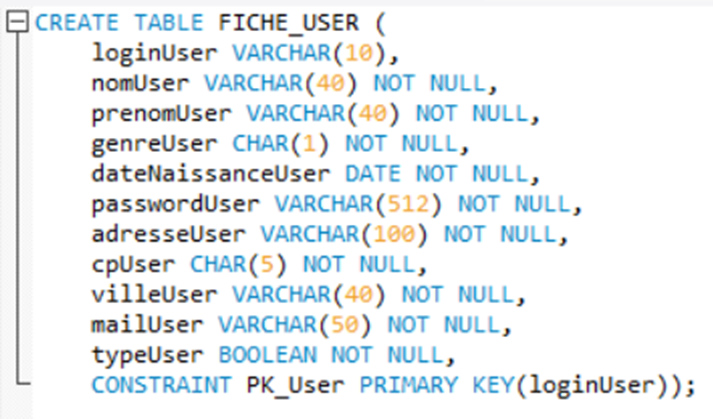 CREATE TABLE FICHE_USER (
loginUser VARCHAR(10),
nomUser VARCHAR(40) NOT NULL,
prenomUser VARCHAR(40) NOT NULL,
genreUser CHAR(1) NOT NULL,
dateNaissanceUser DATE NOT NULL,
passwordUser VARCHAR(512) NOT NULL,
adresseUser VARCHAR(100) NOT NULL,
cpUser CHAR(5) NOT NULL,
villeUser VARCHAR(40) NOT NULL,
mailUser VARCHAR(50) NOT NULL,
typeUser BOOLEAN NOT NULL,
CONSTRAINT PK_User PRIMARY KEY(loginUser));